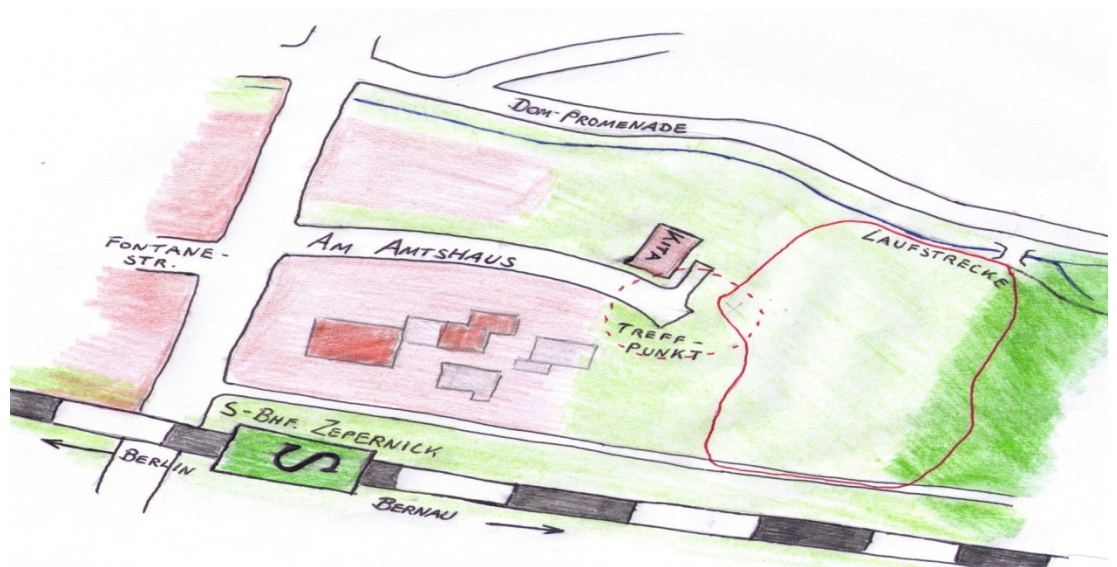 DOM-PROMENADE
LAUFSTRECKE
KITA
AM AMTSHAUS
FONTANE-
STR.
TREFF-
PUNKT
S-BHF. ZEPERNICK
S
BERLIN
BERNAU